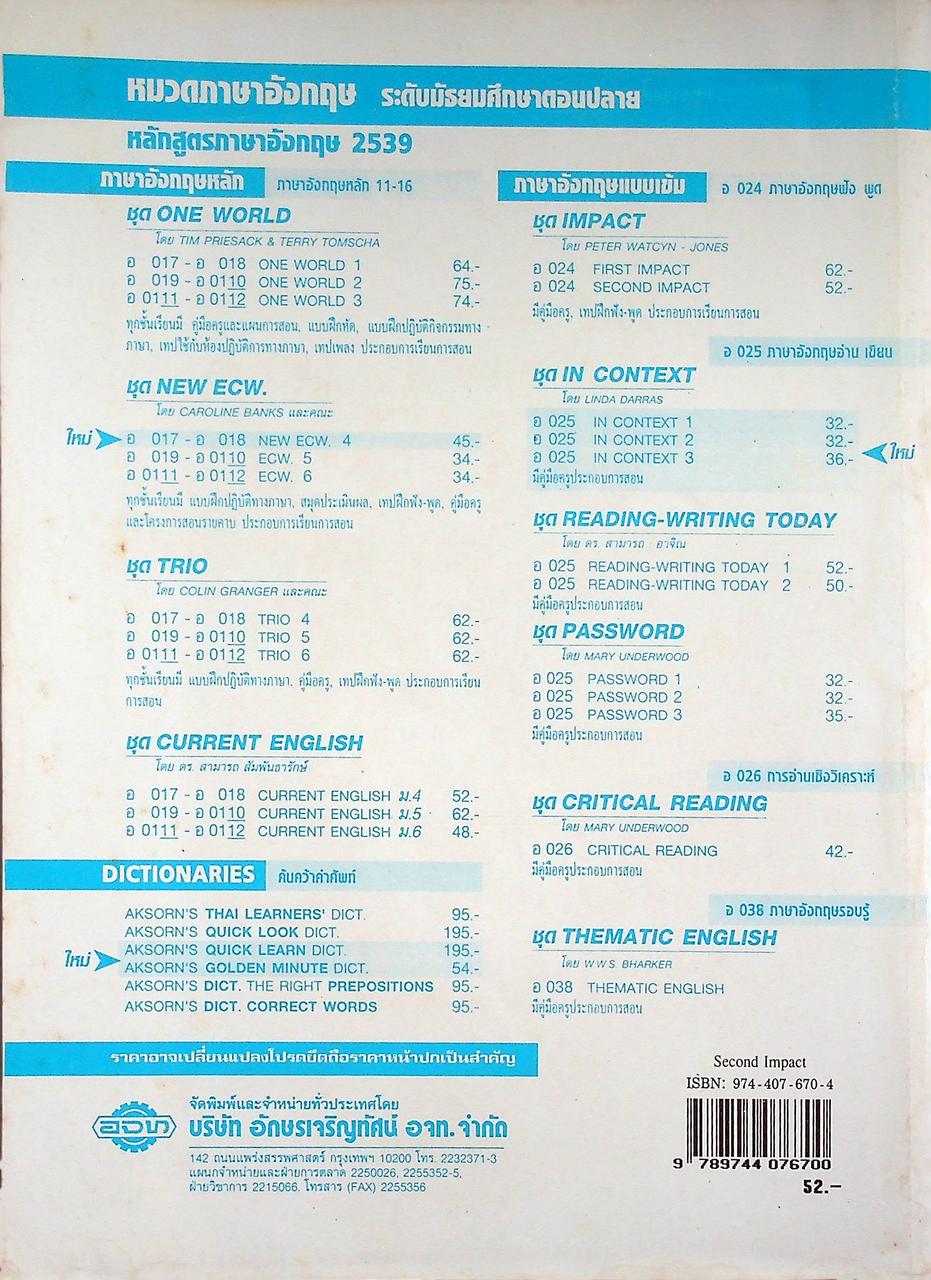 หมวดภาษาอังกฤษ ระดับมัธยมศึกษาตอนปลาย
หลักสูตรภาษาอังกฤษ 2539
ภาษาอังกฤษหลัก ภาษาอังกฤษหลัก 11-16
ชุด ONE WORLD
โดย TIM PRIESACK & TERRY TOMSCHA
อ 017 - อ 018 ONE WORLD 1 64.-
อ 019 - อ 0110 ONE WORLD 2 75.-
อ 0111 - อ 0112 ONE WORLD 3 74.-
ทุกชั้นเรียนมี คู่มือครูและแผนการสอน, แบบฝึกหัด, แบบฝึกปฏิบัติกิจกรรมทาง
ภาษา, เทปใช้กับห้องปฏิบัติการทางภาษา, เทปเพลง ประกอบการเรียนการสอน
ชุด NEW ECW.
โดย CAROLINE BANKS และคณะ
ใหม่ อ 017 - อ 018 NEW ECW. 4 45.-
อ 019 - อ 0110 ECW. 5 34.-
อ 0111 - อ 0112 ECW. 6 34.-
ทุกชั้นเรียนมี แบบฝึกปฏิบัติทางภาษา, สมุดประเมินผล, เทปฝึกฟัง-พูด, คู่มือครู
และโครงการสอนรายคาบ ประกอบการเรียนการสอน
ชุด TRIO
โดย COLIN GRANGER และคณะ
อ 017 - อ 018 TRIO 4 62.-
อ 019 - อ 0110 TRIO 5 62.-
อ 0111 - อ 0112 TRIO 6 62.-
ทุกชั้นเรียนมี แบบฝึกปฏิบัติทางภาษา, คู่มือครู, เทปฝึกฟัง-พูด ประกอบการเรียน
การสอน
ชุด CURRENT ENGLISH
โดย ดร. สามารถ สัมพันธารักษ์
อ 017 - อ 018 CURRENT ENGLISH ม.4 52.-
อ 019 - อ 0110 CURRENT ENGLISH ม.5 62.-
อ 0111 - อ 0112 CURRENT ENGLISH ม.6 48.-
DICTIONARIES ค้นคว้าคำศัพท์
AKSORN'S THAI LEARNERS' DICT. 95.-
AKSORN'S QUICK LOOK DICT. 195.-
AKSORN'S QUICK LEARN DICT. 195.-
ใหม่ AKSORN'S GOLDEN MINUTE DICT. 54.-
AKSORN'S DICT. THE RIGHT PREPOSITIONS 95.-
AKSORN'S DICT. CORRECT WORDS 95.-
ภาษาอังกฤษแบบเข้ม อ 024 ภาษาอังกฤษฟัง พูด
ชุด IMPACT
โดย PETER WATCYN - JONES
อ 024 FIRST IMPACT 62.-
อ 024 SECOND IMPACT 52.-
มีคู่มือครู, เทปฝึกฟัง-พูด ประกอบการเรียนการสอน
อ 025 ภาษาอังกฤษอ่าน เขียน
ชุด IN CONTEXT
โดย LINDA DARRAS
อ 025 IN CONTEXT 1 32.-
อ 025 IN CONTEXT 2 32.-
อ 025 IN CONTEXT 3 36.- ใหม่
มีคู่มือครูประกอบการสอน
ชุด READING-WRITING TODAY
โดย ดร. สามารถ อาจิณ
อ 025 READING-WRITING TODAY 1 52.-
อ 025 READING-WRITING TODAY 2 50.-
มีคู่มือครูประกอบการสอน
ชุด PASSWORD
โดย MARY UNDERWOOD
อ 025 PASSWORD 1 32.-
อ 025 PASSWORD 2 32.-
อ 025 PASSWORD 3 35.-
มีคู่มือครูประกอบการสอน
อ 026 การอ่านเชิงวิเคราะห์
ชุด CRITICAL READING
โดย MARY UNDERWOOD
อ 026 CRITICAL READING 42.-
มีคู่มือครูประกอบการสอน
อ 038 ภาษาอังกฤษรอบรู้
ชุด THEMATIC ENGLISH
โดย W.W.S. BHARKER
อ 038 THEMATIC ENGLISH
มีคู่มือครูประกอบการสอน
ราคาอาจเปลี่ยนแปลงโปรดยึดถือราคาหน้าปกเป็นสำคัญ
อจท
จัดพิมพ์และจำหน่ายทั่วประเทศโดย
บริษัท อักษรเจริญทัศน์ อจท. จำกัด
142 ถนนแพร่งสรรพศาสตร์ กรุงเทพฯ 10200 โทร. 2232371-3
แผนกจำหน่ายและฝ่ายการตลาด 2250026, 2255352-5,
ฝ่ายวิชาการ 2215066. โทรสาร (FAX) 2255356
Second Impact
ISBN: 974-407-670-4
9 789744 076700
52.-